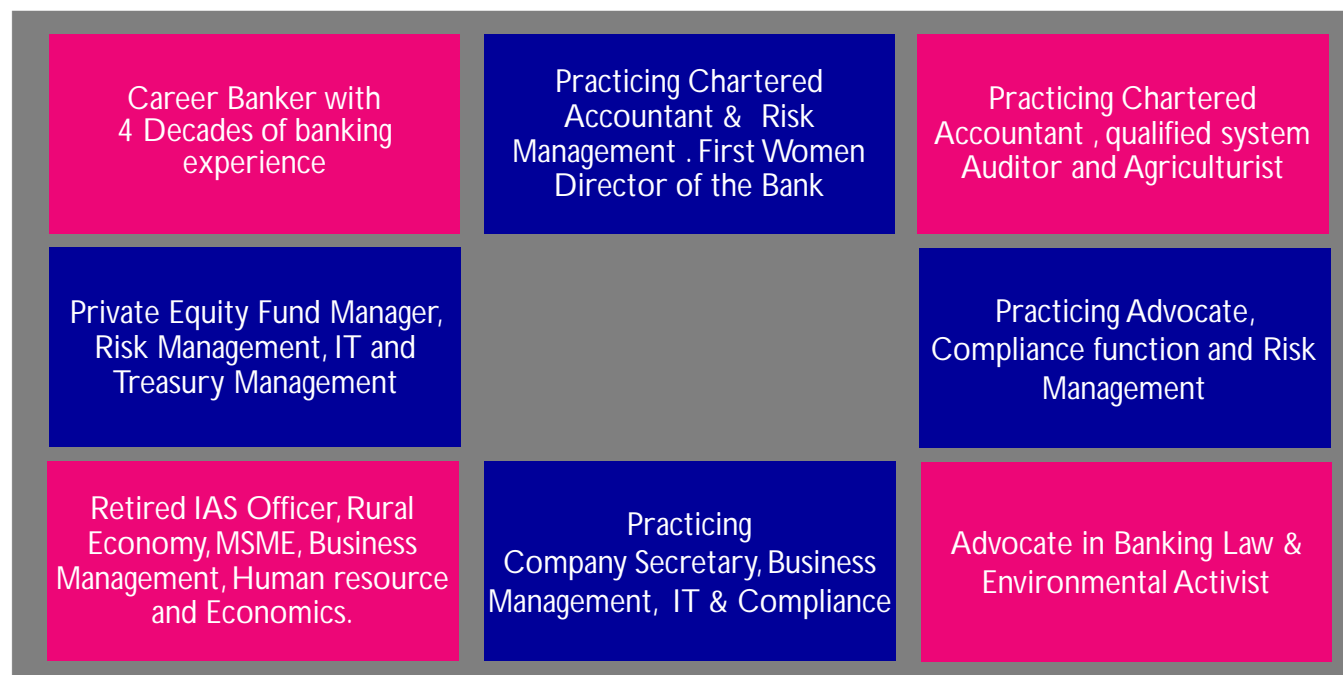 Career Banker with
4 Decades of banking
experience
Practicing Chartered
Accountant & Risk
Management . First Women
Director of the Bank
Practicing Chartered
Accountant , qualified system
Auditor and Agriculturist
Private Equity Fund Manager,
Risk Management, IT and
Treasury Management
Practicing Advocate,
Compliance function and Risk
Management
Retired IAS Officer, Rural
Economy, MSME, Business
Management, Human resource
and Economics.
Practicing
Company Secretary, Business
Management, IT & Compliance
Advocate in Banking Law &
Environmental Activist